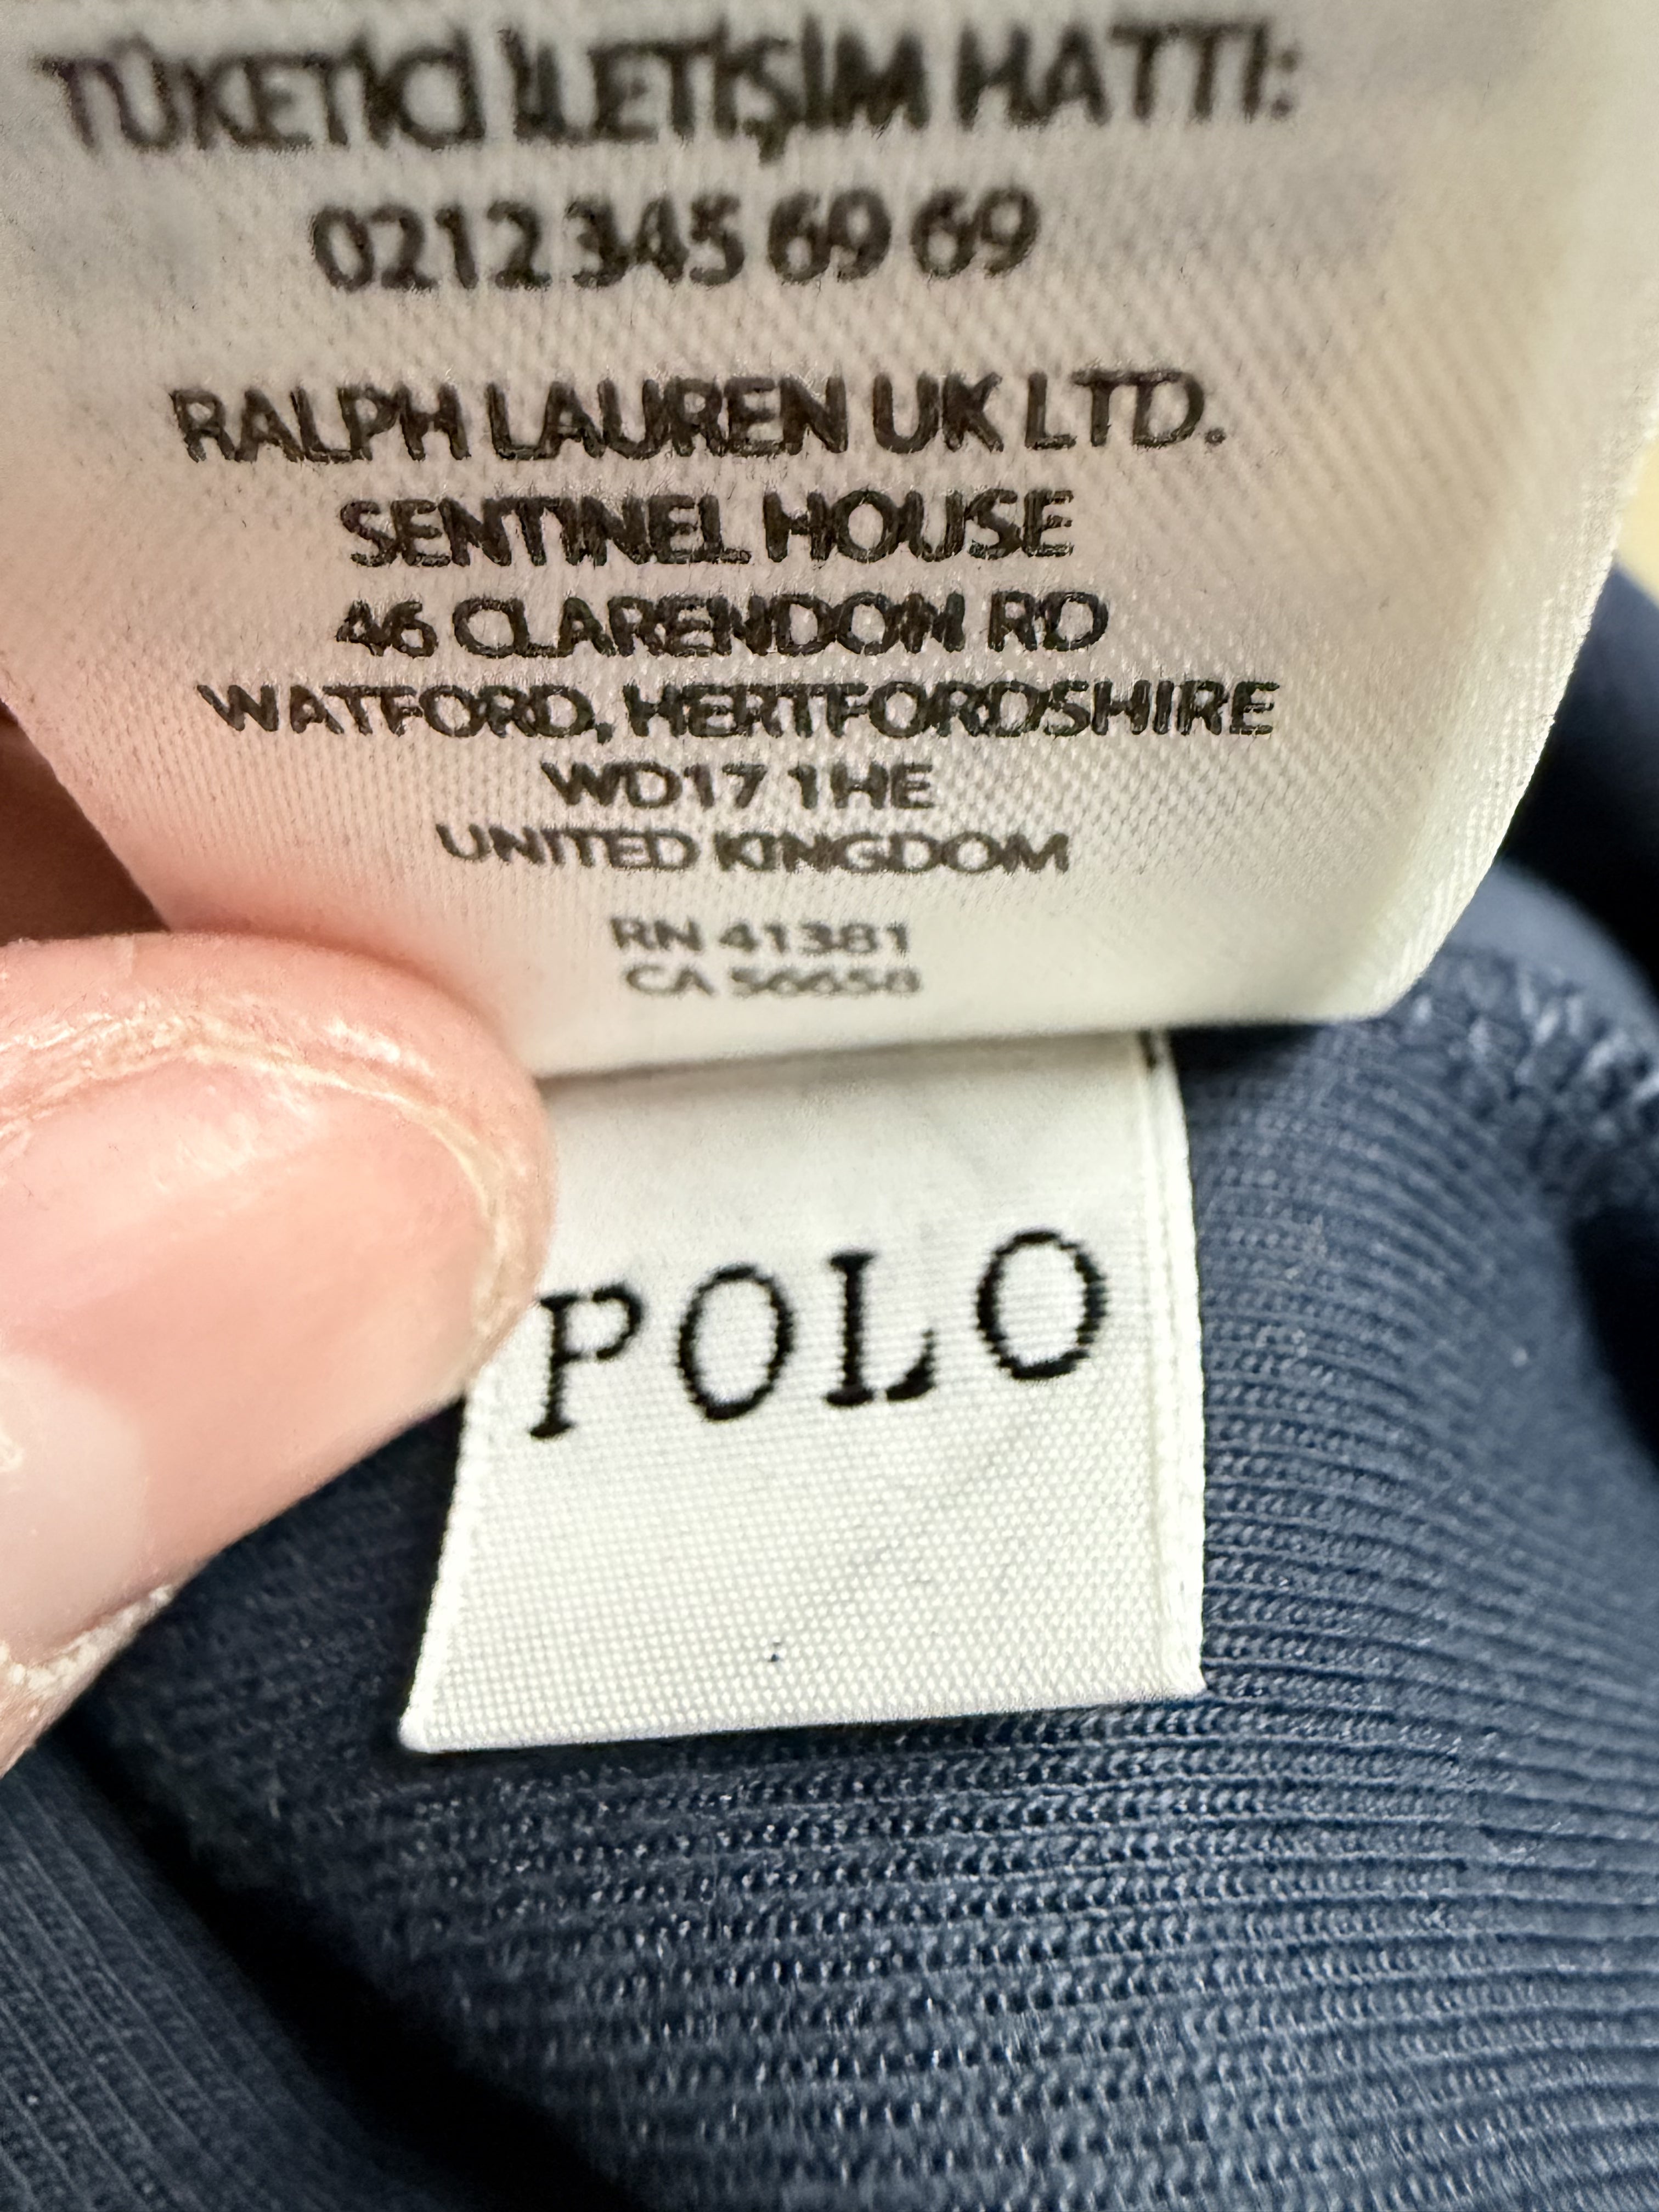 TÜKETİCİ İLETİŞİM HATTI:
0212 345 69 69
RALPH LAUREN UK LTD.
SENTINEL HOUSE
46 CLARENDON RD
WATFORD, HERTFORDSHIRE
WD17 1HE
UNITED KINGDOM
RN 41381
CA 56658
POLO